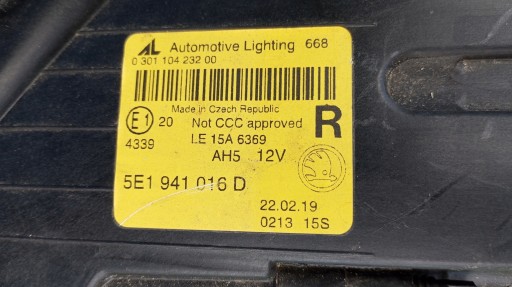 AL Automotive Lighting 668
0 301 104 232 00
Made in Czech Republic
E1 20 Not CCC approved R
4339 LE 15A 6369
AH5 12V
5E1 941 016 D
22.02.19
0213 15S